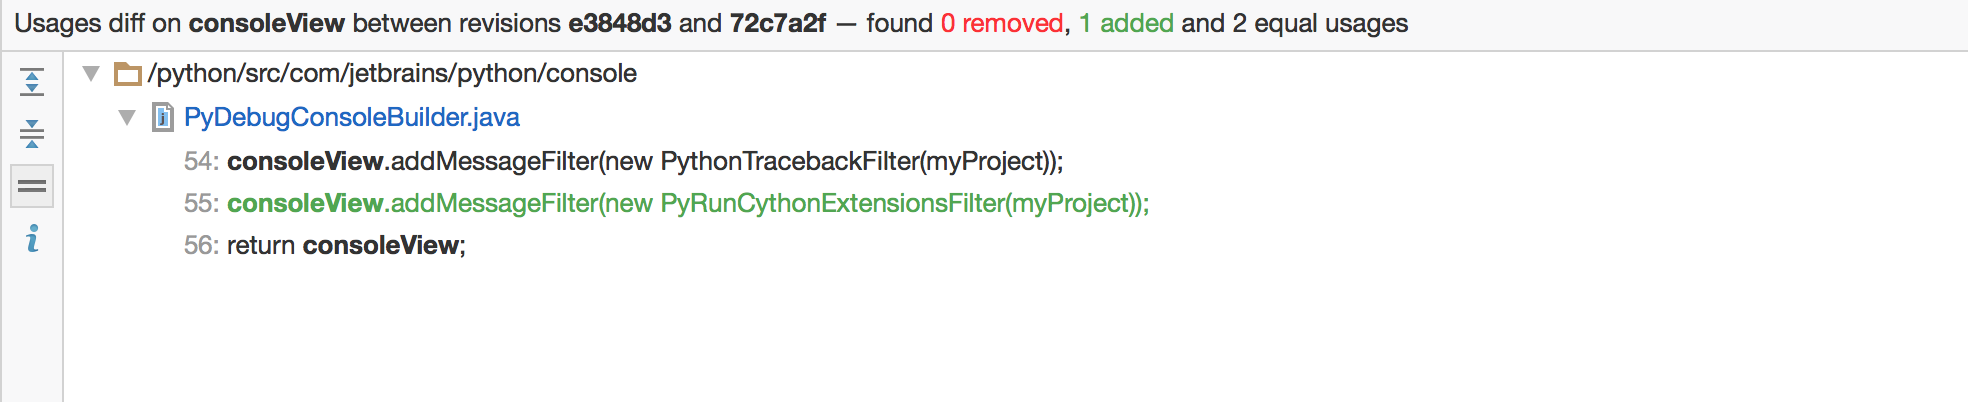 Usages diff on consoleView between revisions e3848d3 and 72c7a2f — found 0 removed, 1 added and 2 equal usages
/python/src/com/jetbrains/python/console
PyDebugConsoleBuilder.java
54: consoleView.addMessageFilter(new PythonTracebackFilter(myProject));
55: consoleView.addMessageFilter(new PyRunCythonExtensionsFilter(myProject));
56: return consoleView;